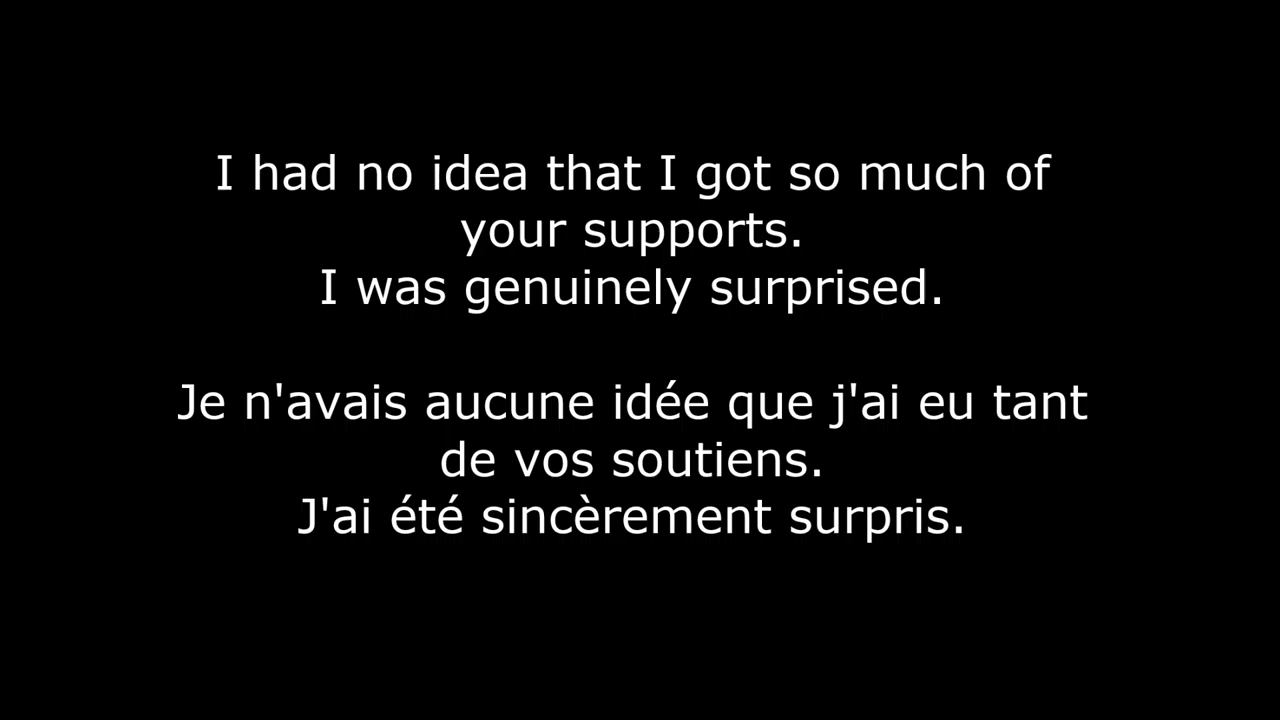 I had no idea that I got so much of
your supports.
I was genuinely surprised.
Je n'avais aucune idée que j'ai eu tant
de vos soutiens.
J'ai été sincèrement surpris.